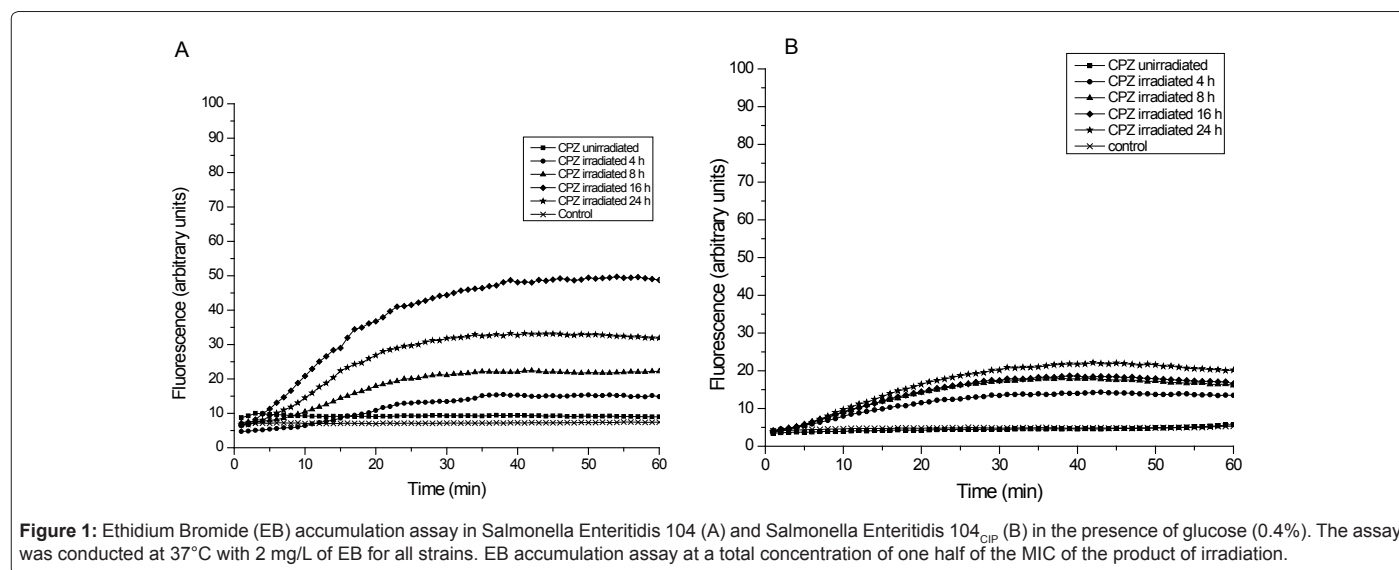 A
100
90
80
70
60
50
40
30
20
10
0
Fluorescence (arbitrary units)
0 10 20 30 40 50 60
Time (min)
CPZ unirradiated
CPZ irradiated 4 h
CPZ irradiated 8 h
CPZ irradiated 16 h
CPZ irradiated 24 h
Control
B
100
90
80
70
60
50
40
30
20
10
0
Fluorescence (arbitrary units)
0 10 20 30 40 50 60
Time (min)
CPZ unirradiated
CPZ irradiated 4 h
CPZ irradiated 8 h
CPZ irradiated 16 h
CPZ irradiated 24 h
control
Figure 1: Ethidium Bromide (EB) accumulation assay in Salmonella Enteritidis 104 (A) and Salmonella Enteritidis 104CIP (B) in the presence of glucose (0.4%). The assay
was conducted at 37°C with 2 mg/L of EB for all strains. EB accumulation assay at a total concentration of one half of the MIC of the product of irradiation.